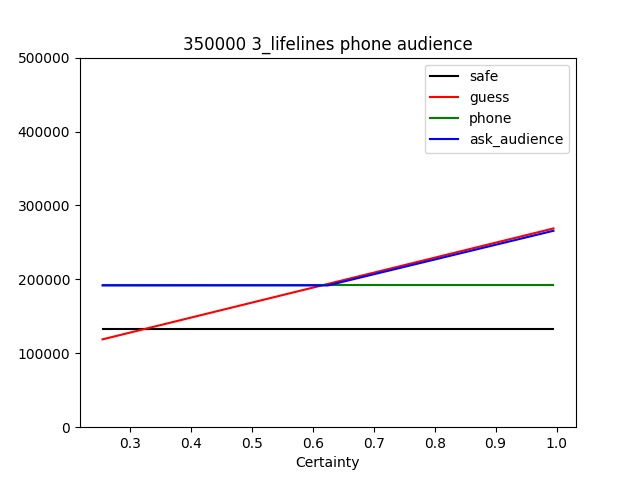 350000 3_lifelines phone audience
500000
400000
300000
200000
100000
0
safe
guess
phone
ask_audience
0.3 0.4 0.5 0.6 0.7 0.8 0.9 1.0
Certainty